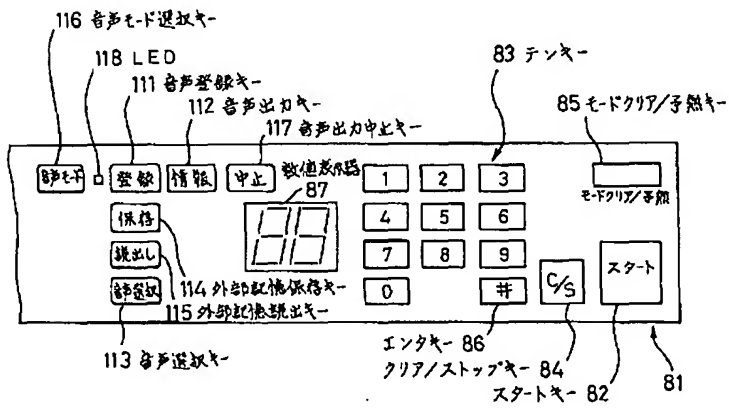 116 音声モード選択キー
118 LED
111 音声登録キー
112 音声出力キー
117 音声出力中止キー
83 テンキー
85 モードクリア/予熱キー
音声モード
登録
情報
中止
数値表示器
87
1 2 3
モードクリア/予熱
保存
4 5 6
読出し
7 8 9
音声選択
114 外部記憶保存キー
0 #
C/S
スタート
115 外部記憶読出キー
113 音声選択キー
エンタキー 86
クリア/ストップキー 84
スタートキー 82
81